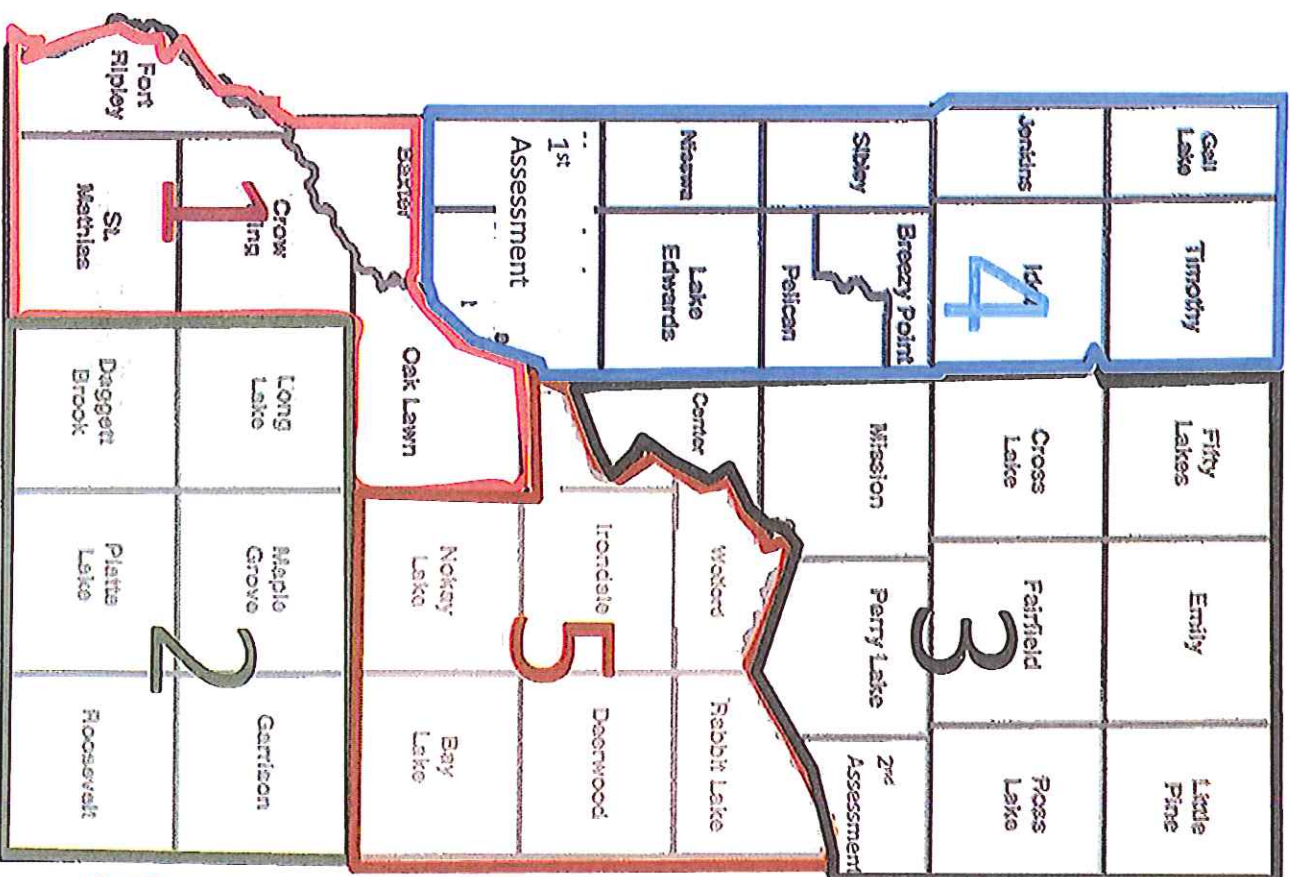 Gail
Lake
Timothy
Fifty
Lakes
Emily
Little
Pine
Jenkins
4
Cross
Lake
Fairfield
3
Ross
Lake
Sibley
Breezy Point
Pelican
Mission
Perry Lake
2nd
Assessment
Nisswa
Lake
Edwards
Center
Wolford
Rabbit Lake
1st
Assessment
Irondale
5
Deerwood
Baxter
Oak Lawn
Nokay
Lake
Bay
Lake
Crow
1
Long
Lake
Maple
Grove
2
Garrison
Fort
Ripley
St.
Mathias
Daggett
Brook
Platte
Lake
Roosevelt